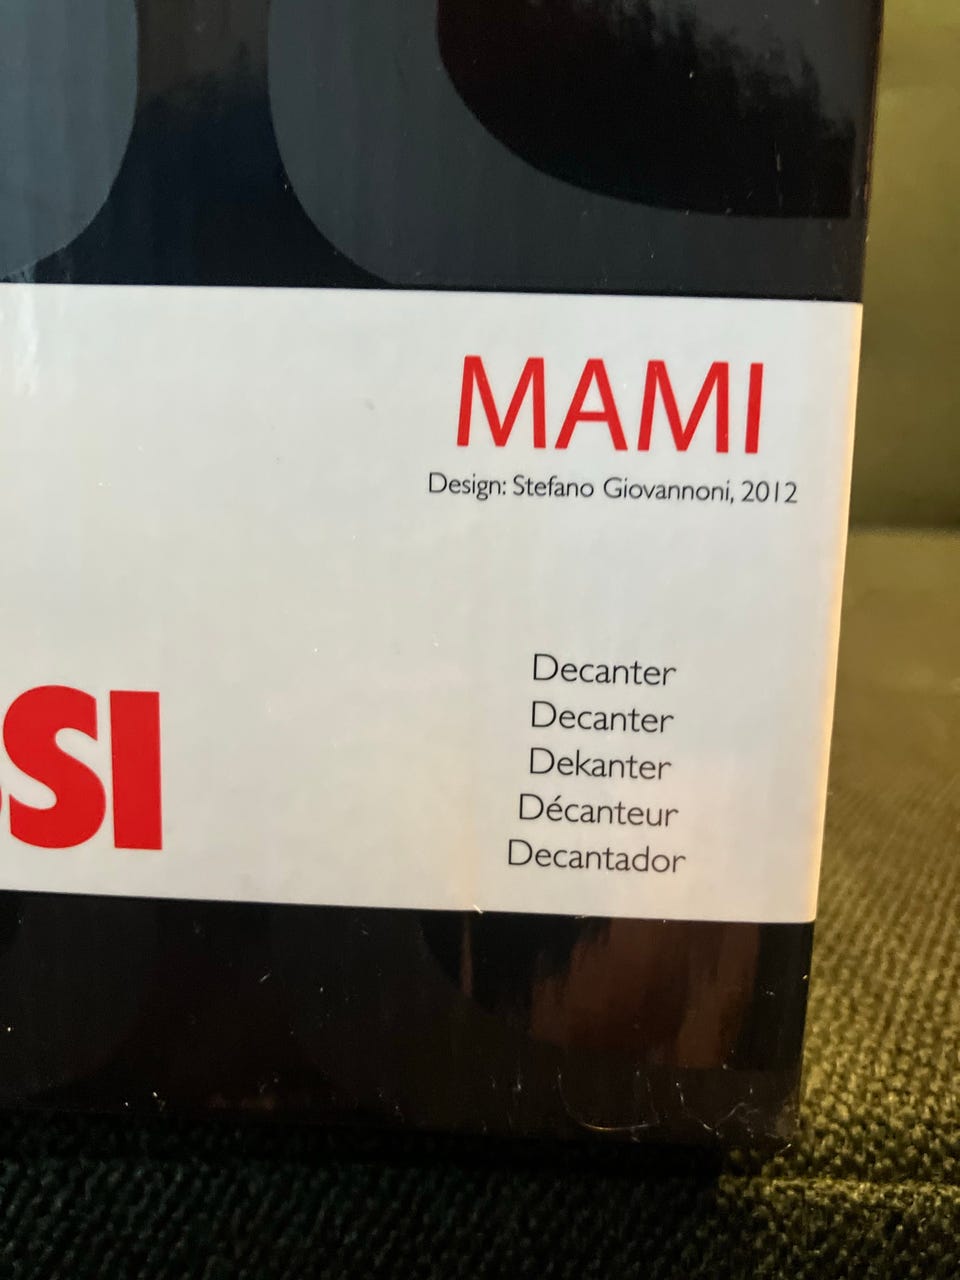 MAMI
Design: Stefano Giovannoni, 2012
SSI
Decanter
Decanter
Dekanter
Décanteur
Decantador